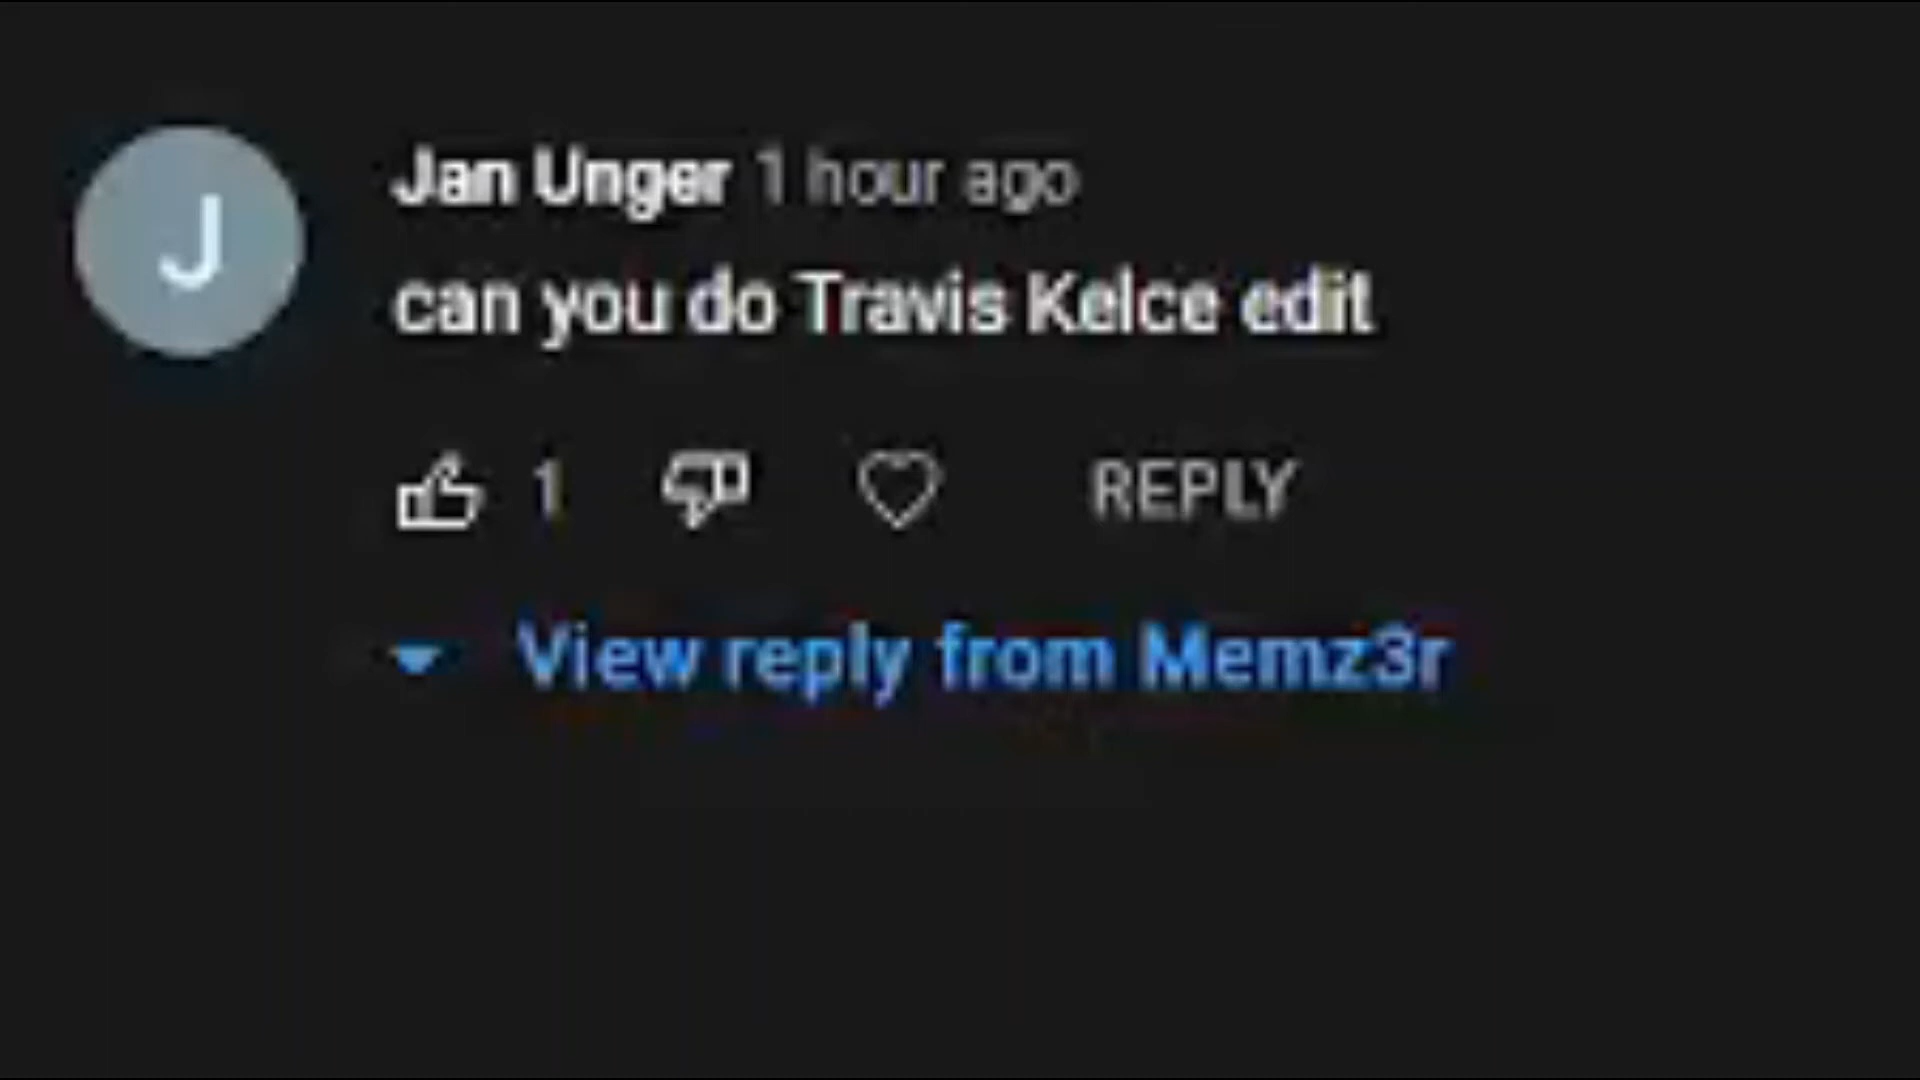 J
Jan Unger 1 hour ago
can you do Travis Kelce edit
1 REPLY
View reply from Memz3r